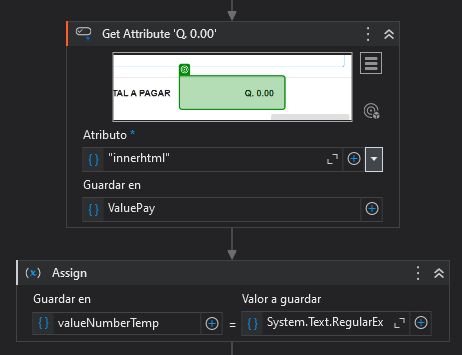 Get Attribute 'Q. 0.00'
TAL A PAGAR Q. 0.00
Atributo *
"innerhtml"
Guardar en
ValuePay
Assign
Guardar en Valor a guardar
valueNumberTemp = System.Text.RegularEx